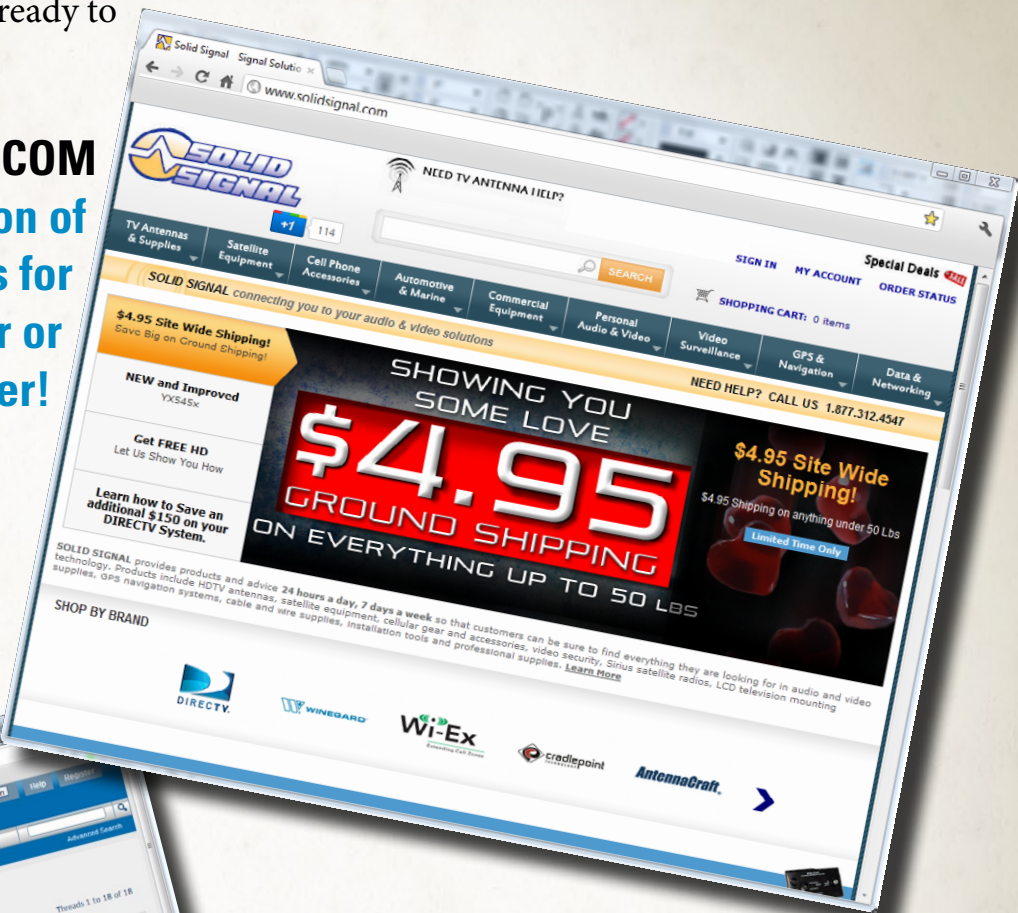 ready to
COM
on of
s for
r or
er!
Solid Signal Signal Solutio
www.solidsignal.com
SOLID
SIGNAL
NEED TV ANTENNA HELP?
+1 114
SEARCH
SIGN IN MY ACCOUNT
Special Deals SALE
ORDER STATUS
SHOPPING CART: 0 items
TV Antennas
& Supplies
Satellite
Equipment
Cell Phone
Accessories
Automotive
& Marine
Commercial
Equipment
Personal
Audio & Video
Video
Surveillance
GPS &
Navigation
Data &
Networking
SOLID SIGNAL connecting you to your audio & video solutions
NEED HELP? CALL US 1.877.312.4547
$4.95 Site Wide Shipping!
Save Big on Ground Shipping!
NEW and Improved
YX545x
Get FREE HD
Let Us Show You How
Learn how to Save an
additional $150 on your
DIRECTV System.
SHOWING YOU
SOME LOVE
$4.95
GROUND SHIPPING
ON EVERYTHING UP TO 50 LBS
$4.95 Site Wide
Shipping!
$4.95 Shipping on anything under 50 Lbs
Limited Time Only
SOLID SIGNAL provides products and advice 24 hours a day, 7 days a week so that customers can be sure to find everything they are looking for in audio and video
technology. Products include HDTV antennas, satellite equipment, cellular gear and accessories, video security, Sirius satellite radios, LCD television mounting
supplies, GPS navigation systems, cable and wire supplies, installation tools and professional supplies. Learn More
SHOP BY BRAND
DIRECTV.
WINEGARD
Wi-Ex
Extending Cell Zones
cradlepoint
TECHNOLOGY
AntennaCraft
Help Register
Advanced Search
Threads 1 to 18 of 18